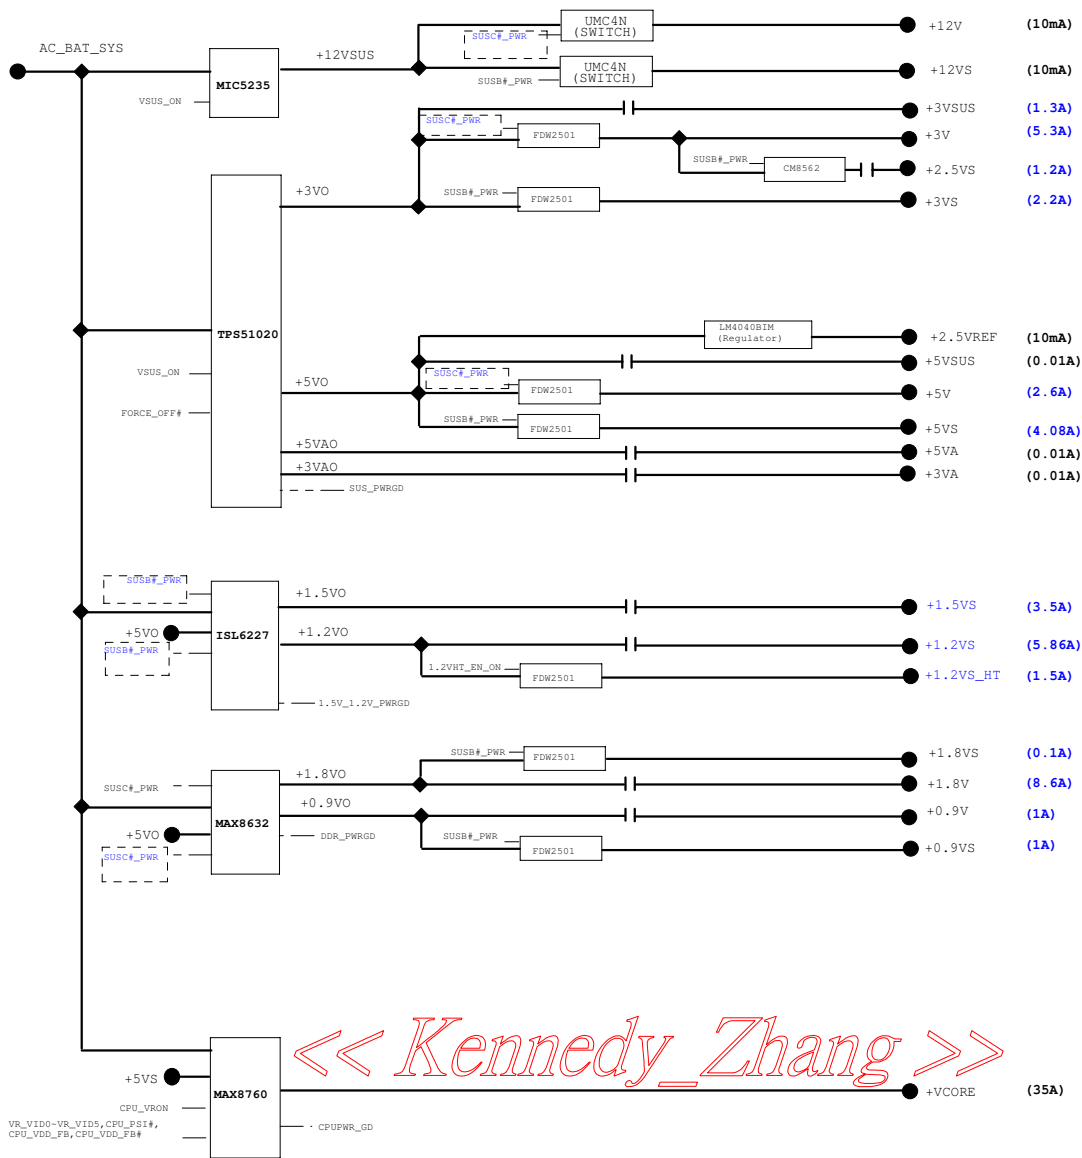 AC_BAT_SYS
MIC5235
VSUS_ON
+12VSUS
SUSC#_PWR
UMC4N
(SWITCH)
+12V (10mA)
SUSB#_PWR
UMC4N
(SWITCH)
+12VS (10mA)
+3VSUS (1.3A)
SUSC#_PWR
FDW2501
+3V (5.3A)
SUSB#_PWR
CM8562
+2.5VS (1.2A)
+3VO
SUSB#_PWR
FDW2501
+3VS (2.2A)
TPS51020
VSUS_ON
FORCE_OFF#
LM4040BIM
(Regulator)
+2.5VREF (10mA)
+5VSUS (0.01A)
+5VO
SUSC#_PWR
FDW2501
+5V (2.6A)
SUSB#_PWR
FDW2501
+5VS (4.08A)
+5VAO
+5VA (0.01A)
+3VAO
+3VA (0.01A)
SUS_PWRGD
SUSB#_PWR
ISL6227
+5VO
SUSB#_PWR
+1.5VO
+1.5VS (3.5A)
+1.2VO
+1.2VS (5.86A)
1.2VHT_EN_ON
FDW2501
+1.2VS_HT (1.5A)
1.5V_1.2V_PWRGD
SUSB#_PWR
FDW2501
+1.8VS (0.1A)
SUSC#_PWR
+1.8VO
+1.8V (8.6A)
MAX8632
+0.9VO
+0.9V (1A)
+5VO
SUSC#_PWR
DDR_PWRGD
SUSB#_PWR
FDW2501
+0.9VS (1A)
<< Kennedy_Zhang >>
+5VS
MAX8760
+VCORE (35A)
CPU_VRON
VR_VID0~VR_VID5,CPU_PSI#,
CPU_VDD_FB,CPU_VDD_FB#
CPUPWR_GD